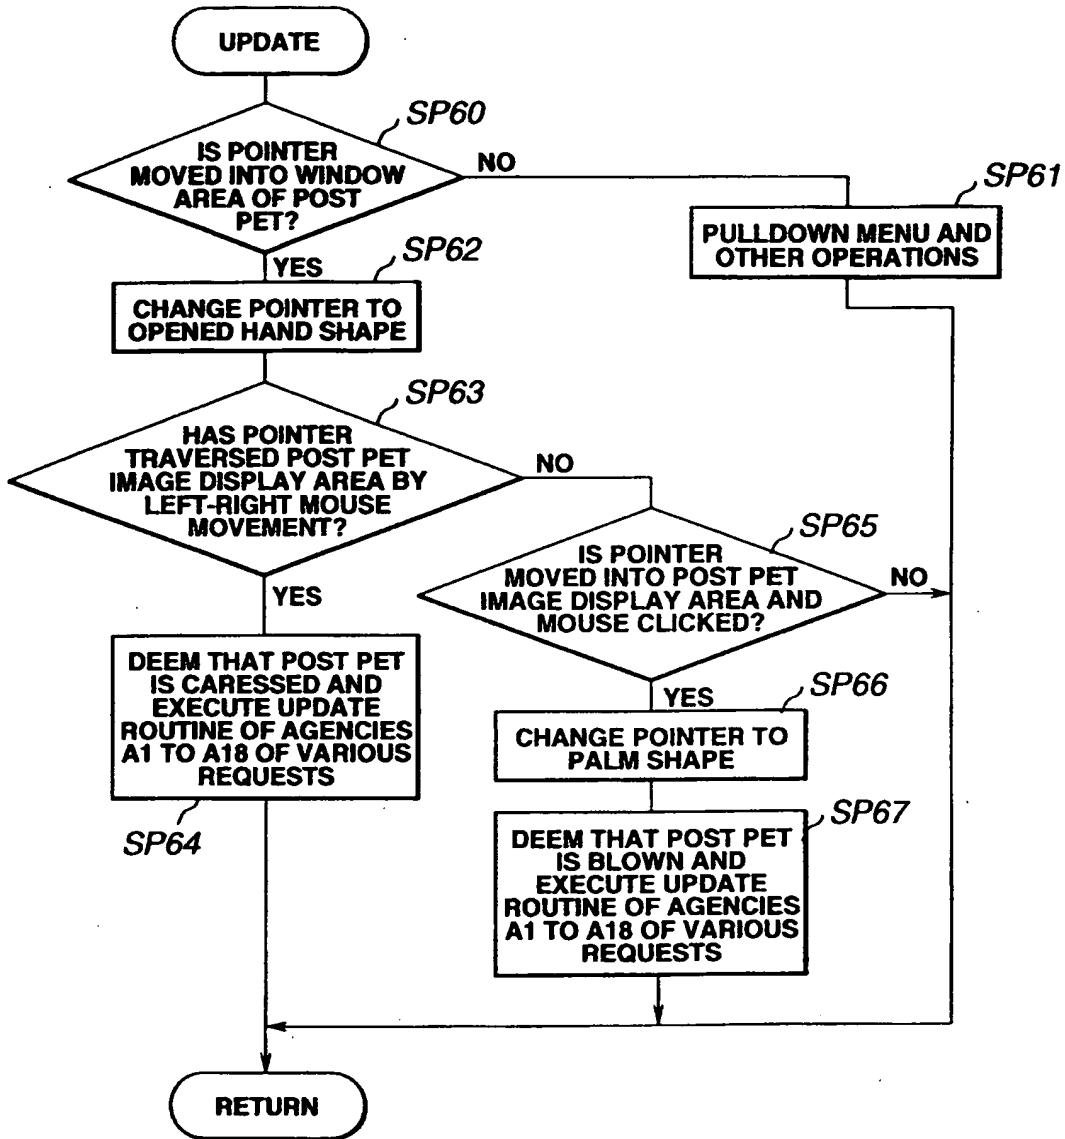 UPDATE
SP60
IS POINTER
MOVED INTO WINDOW
AREA OF POST
PET?
NO
SP61
PULLDOWN MENU AND
OTHER OPERATIONS
YES
SP62
CHANGE POINTER TO
OPENED HAND SHAPE
SP63
HAS POINTER
TRAVERSED POST PET
IMAGE DISPLAY AREA BY
LEFT-RIGHT MOUSE
MOVEMENT?
NO
SP65
IS POINTER
MOVED INTO POST PET
IMAGE DISPLAY AREA AND
MOUSE CLICKED?
NO
YES
DEEM THAT POST PET
IS CARESSED AND
EXECUTE UPDATE
ROUTINE OF AGENCIES
A1 TO A18 OF VARIOUS
REQUESTS
SP64
YES
SP66
CHANGE POINTER TO
PALM SHAPE
SP67
DEEM THAT POST PET
IS BLOWN AND
EXECUTE UPDATE
ROUTINE OF AGENCIES
A1 TO A18 OF VARIOUS
REQUESTS
RETURN